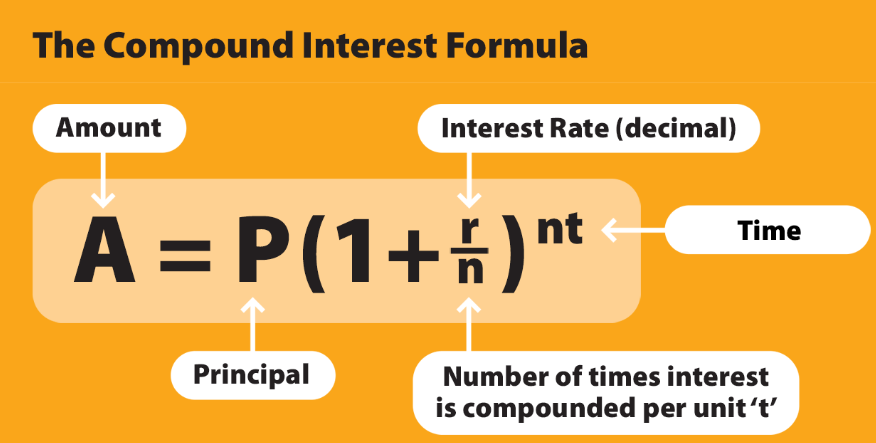 The Compound Interest Formula
Amount
Interest Rate (decimal)
A = P(1+r/n)^nt
Time
Principal
Number of times interest
is compounded per unit ‘t’